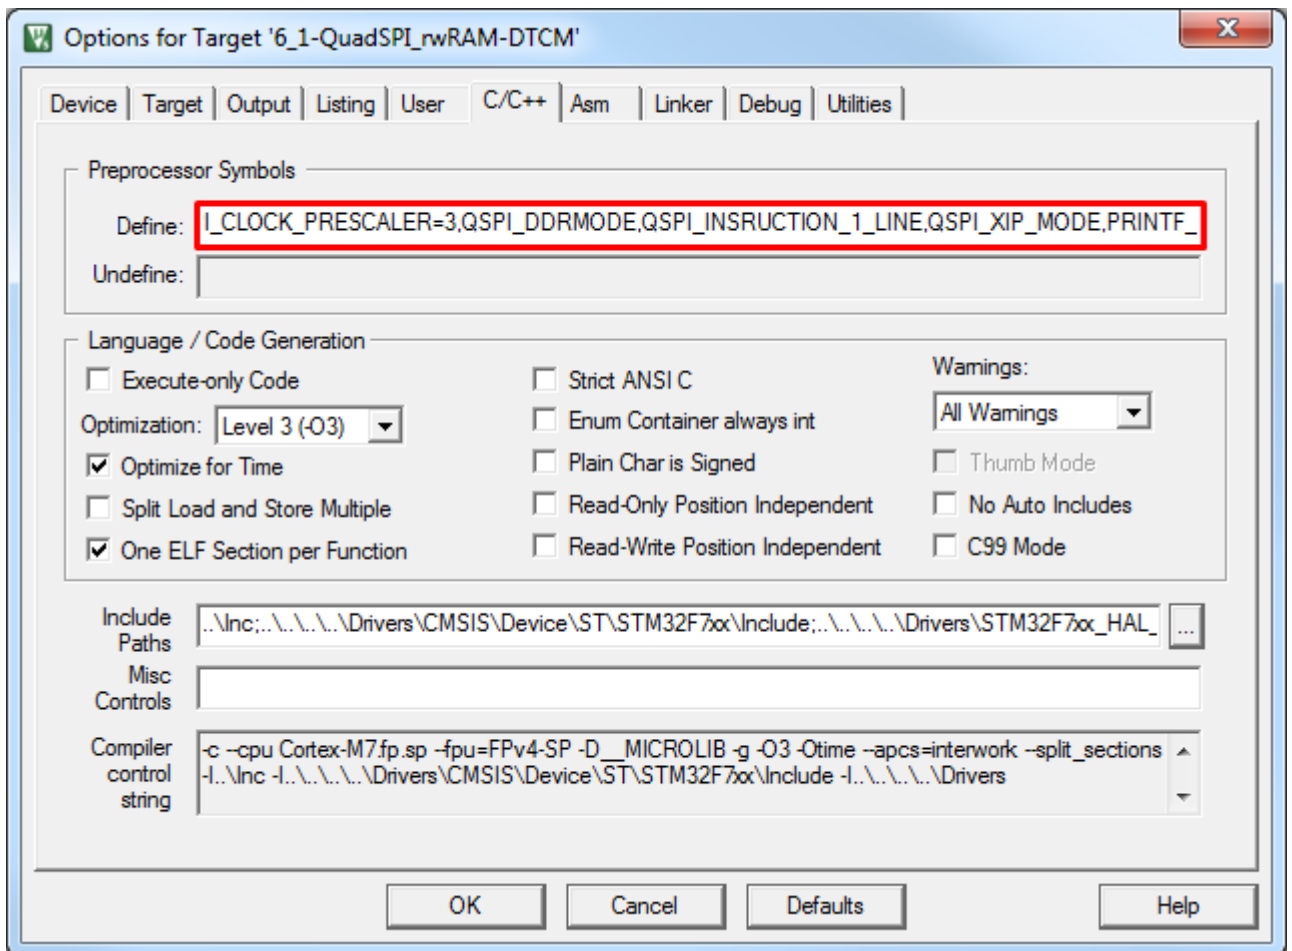 Options for Target '6_1-QuadSPI_rwRAM-DTCM'
Device Target Output Listing User C/C++ Asm Linker Debug Utilities
Preprocessor Symbols
Define: I_CLOCK_PRESCALER=3,QSPI_DDRMODE,QSPI_INSRUCTION_1_LINE,QSPI_XIP_MODE,PRINTF_
Undefine:
Language / Code Generation
Execute-only Code
Optimization: Level 3 (-O3)
Optimize for Time
Split Load and Store Multiple
One ELF Section per Function
Strict ANSI C
Enum Container always int
Plain Char is Signed
Read-Only Position Independent
Read-Write Position Independent
Warnings:
All Warnings
Thumb Mode
No Auto Includes
C99 Mode
Include
Paths
..\Inc;..\..\..\..\Drivers\CMSIS\Device\ST\STM32F7xx\Include;..\..\..\..\Drivers\STM32F7xx_HAL_
...
Misc
Controls
Compiler
control
string
-c --cpu Cortex-M7.fp.sp --fpu=FPv4-SP -D__MICROLIB -g -O3 -Otime --apcs=interwork --split_sections
-I..\Inc -I..\..\..\..\Drivers\CMSIS\Device\ST\STM32F7xx\Include -I..\..\..\..\Drivers
OK Cancel Defaults Help